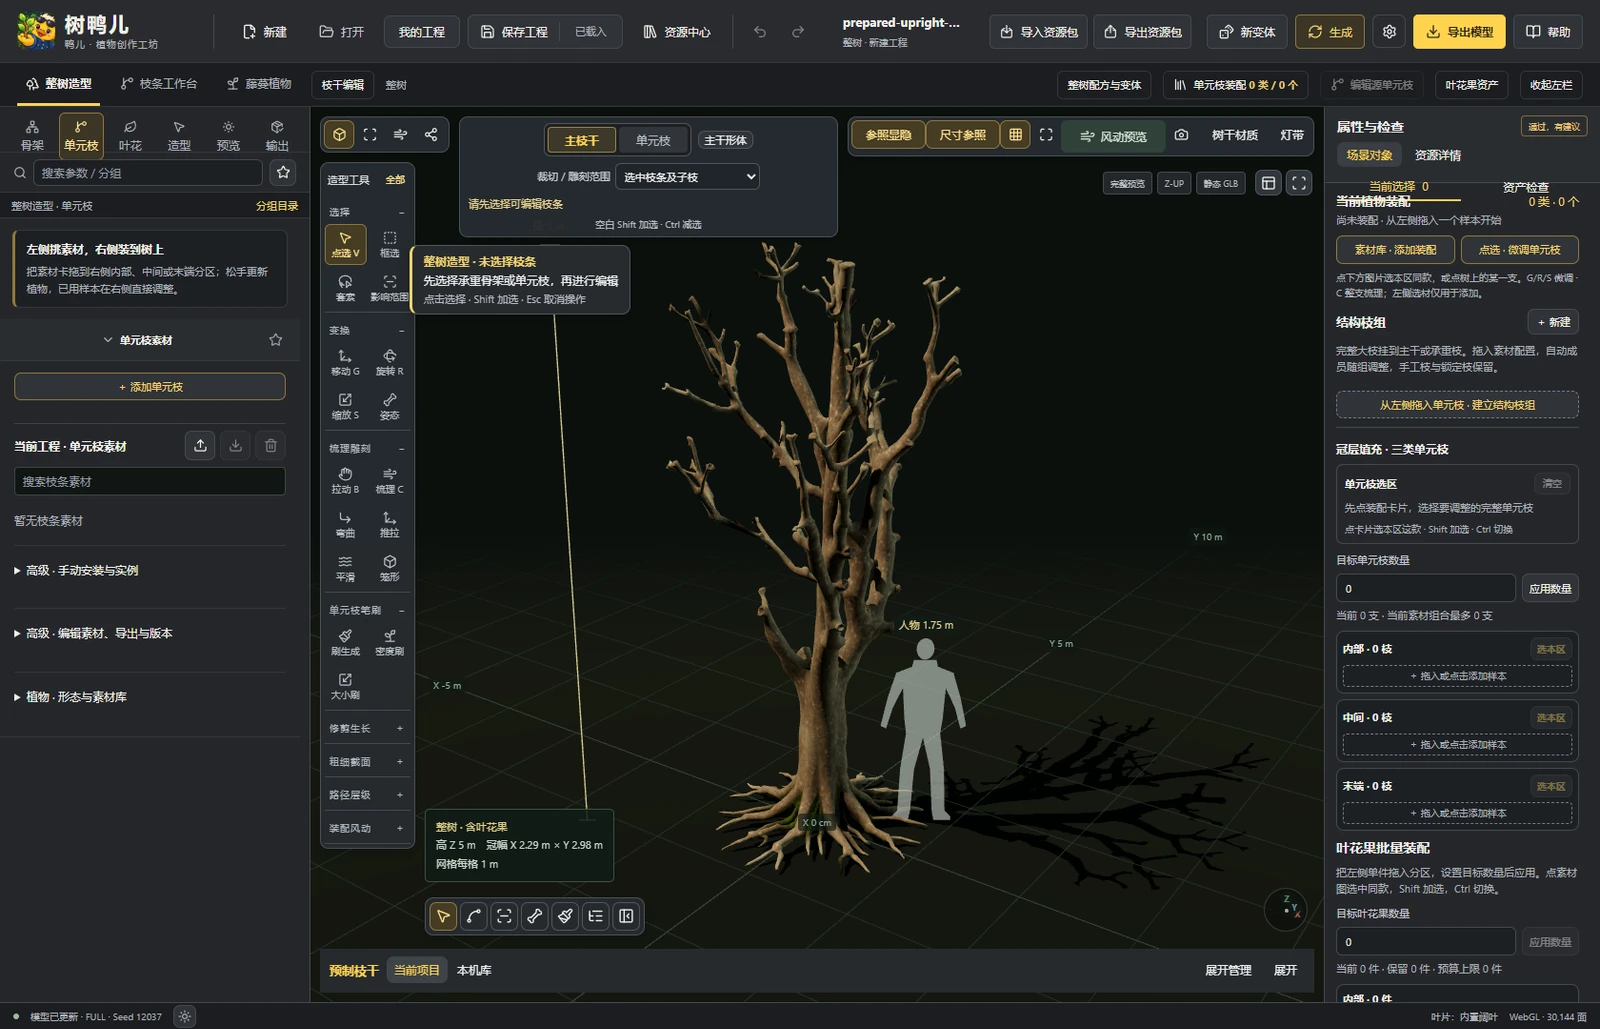 树鸭儿
鸭儿 · 植物创作工坊
新建
打开
我的工程
保存工程
已载入
资源中心
prepared-upright-...
整树 · 新建工程
导入资源包
导出资源包
新变体
生成
导出模型
帮助
整树造型
枝条工作台
藤蔓植物
枝干编辑
整树
整树配方与变体
单元枝装配 0 类 / 0 个
编辑源单元枝
叶花果资产
收起左栏
骨架
单元枝
叶花
造型
预览
输出
搜索参数 / 分组
整树造型 · 单元枝
分组目录
左侧挑素材，右侧装到树上
把素材卡拖到右侧内部、中间或末端分区；松手更新
植物，已用样本在右侧直接调整。
单元枝素材
+ 添加单元枝
当前工程 · 单元枝素材
搜索枝条素材
暂无枝条素材
高级 · 手动安装与实例
高级 · 编辑素材、导出与版本
植物 · 形态与素材库
造型工具
全部
选择
−
点选 V
框选
套索
影响范围
变换
−
移动 G
旋转 R
缩放 S
姿态
梳理雕刻
−
拉动 B
梳理 C
弯曲
推拉
平滑
笼形
单元枝笔刷
−
刷生成
密度刷
大小刷
修剪生长
+
粗细截面
+
路径层级
+
装配风动
+
主枝干
单元枝
主干形体
裁切 / 雕刻范围
选中枝条及子枝
请先选择可编辑枝条
空白 Shift 加选 · Ctrl 减选
整树造型 · 未选择枝条
先选择承重骨架或单元枝，再进行编辑
点击选择 · Shift 加选 · Esc 取消操作
参照显隐
尺寸参照
风动预览
树干材质
灯带
完整预览
Z-UP
静态 GLB
Y 10 m
Y 5 m
X -5 m
X 0 cm
人物 1.75 m
整树 · 含叶花果
高 Z 5 m 冠幅 X 2.29 m × Y 2.98 m
网格每格 1 m
Z
Y
X
预制枝干
当前项目
本机库
展开管理
展开
属性与检查
通过，有建议
场景对象
资源详情
当前选择 0
资产检查
当前植物装配
0 类 · 0 个
尚未装配 · 从左侧拖入一个样本开始
素材库 · 添加装配
点选 · 微调单元枝
点下方图片选本区同款，或点树上的某一支。G/R/S 微调 ·
C 整支梳理；左侧选材仅用于添加。
结构枝组
+ 新建
完整大枝挂到主干或承重枝。拖入素材配置，自动成
员随组调整，手工枝与锁定枝保留。
从左侧拖入单元枝 · 建立结构枝组
冠层填充 · 三类单元枝
单元枝选区
清空
先点装配卡片，选择要调整的完整单元枝
点卡片选本区这款 · Shift 加选 · Ctrl 切换
目标单元枝数量
0
应用数量
当前 0 支 · 当前素材组合最多 0 支
内部 · 0 枝
选本区
+ 拖入或点击添加样本
中间 · 0 枝
选本区
+ 拖入或点击添加样本
末端 · 0 枝
选本区
+ 拖入或点击添加样本
叶花果批量装配
把左侧单件拖入分区，设置目标数量后应用。点素材
图选中同款，Shift 加选，Ctrl 切换。
目标叶花果数量
0
应用数量
当前 0 件 · 保留 0 件 · 预算上限 0 件
内部 · 0 件
模型已更新 · FULL · Seed 12037
叶片：内置阔叶
WebGL · 30,144 面